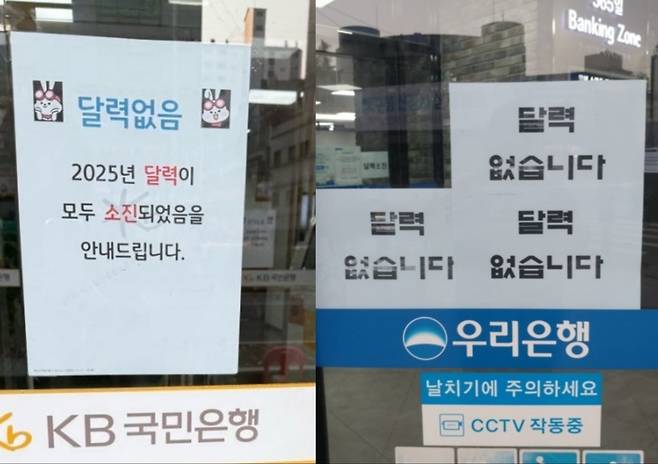 달력없음
2025년 달력이
모두 소진되었음을
안내드립니다.
KB 국민은행
365일
Banking Zone
달력
없습니다
달력
없습니다
달력
없습니다
우리은행
날치기에 주의하세요
CCTV 작동중